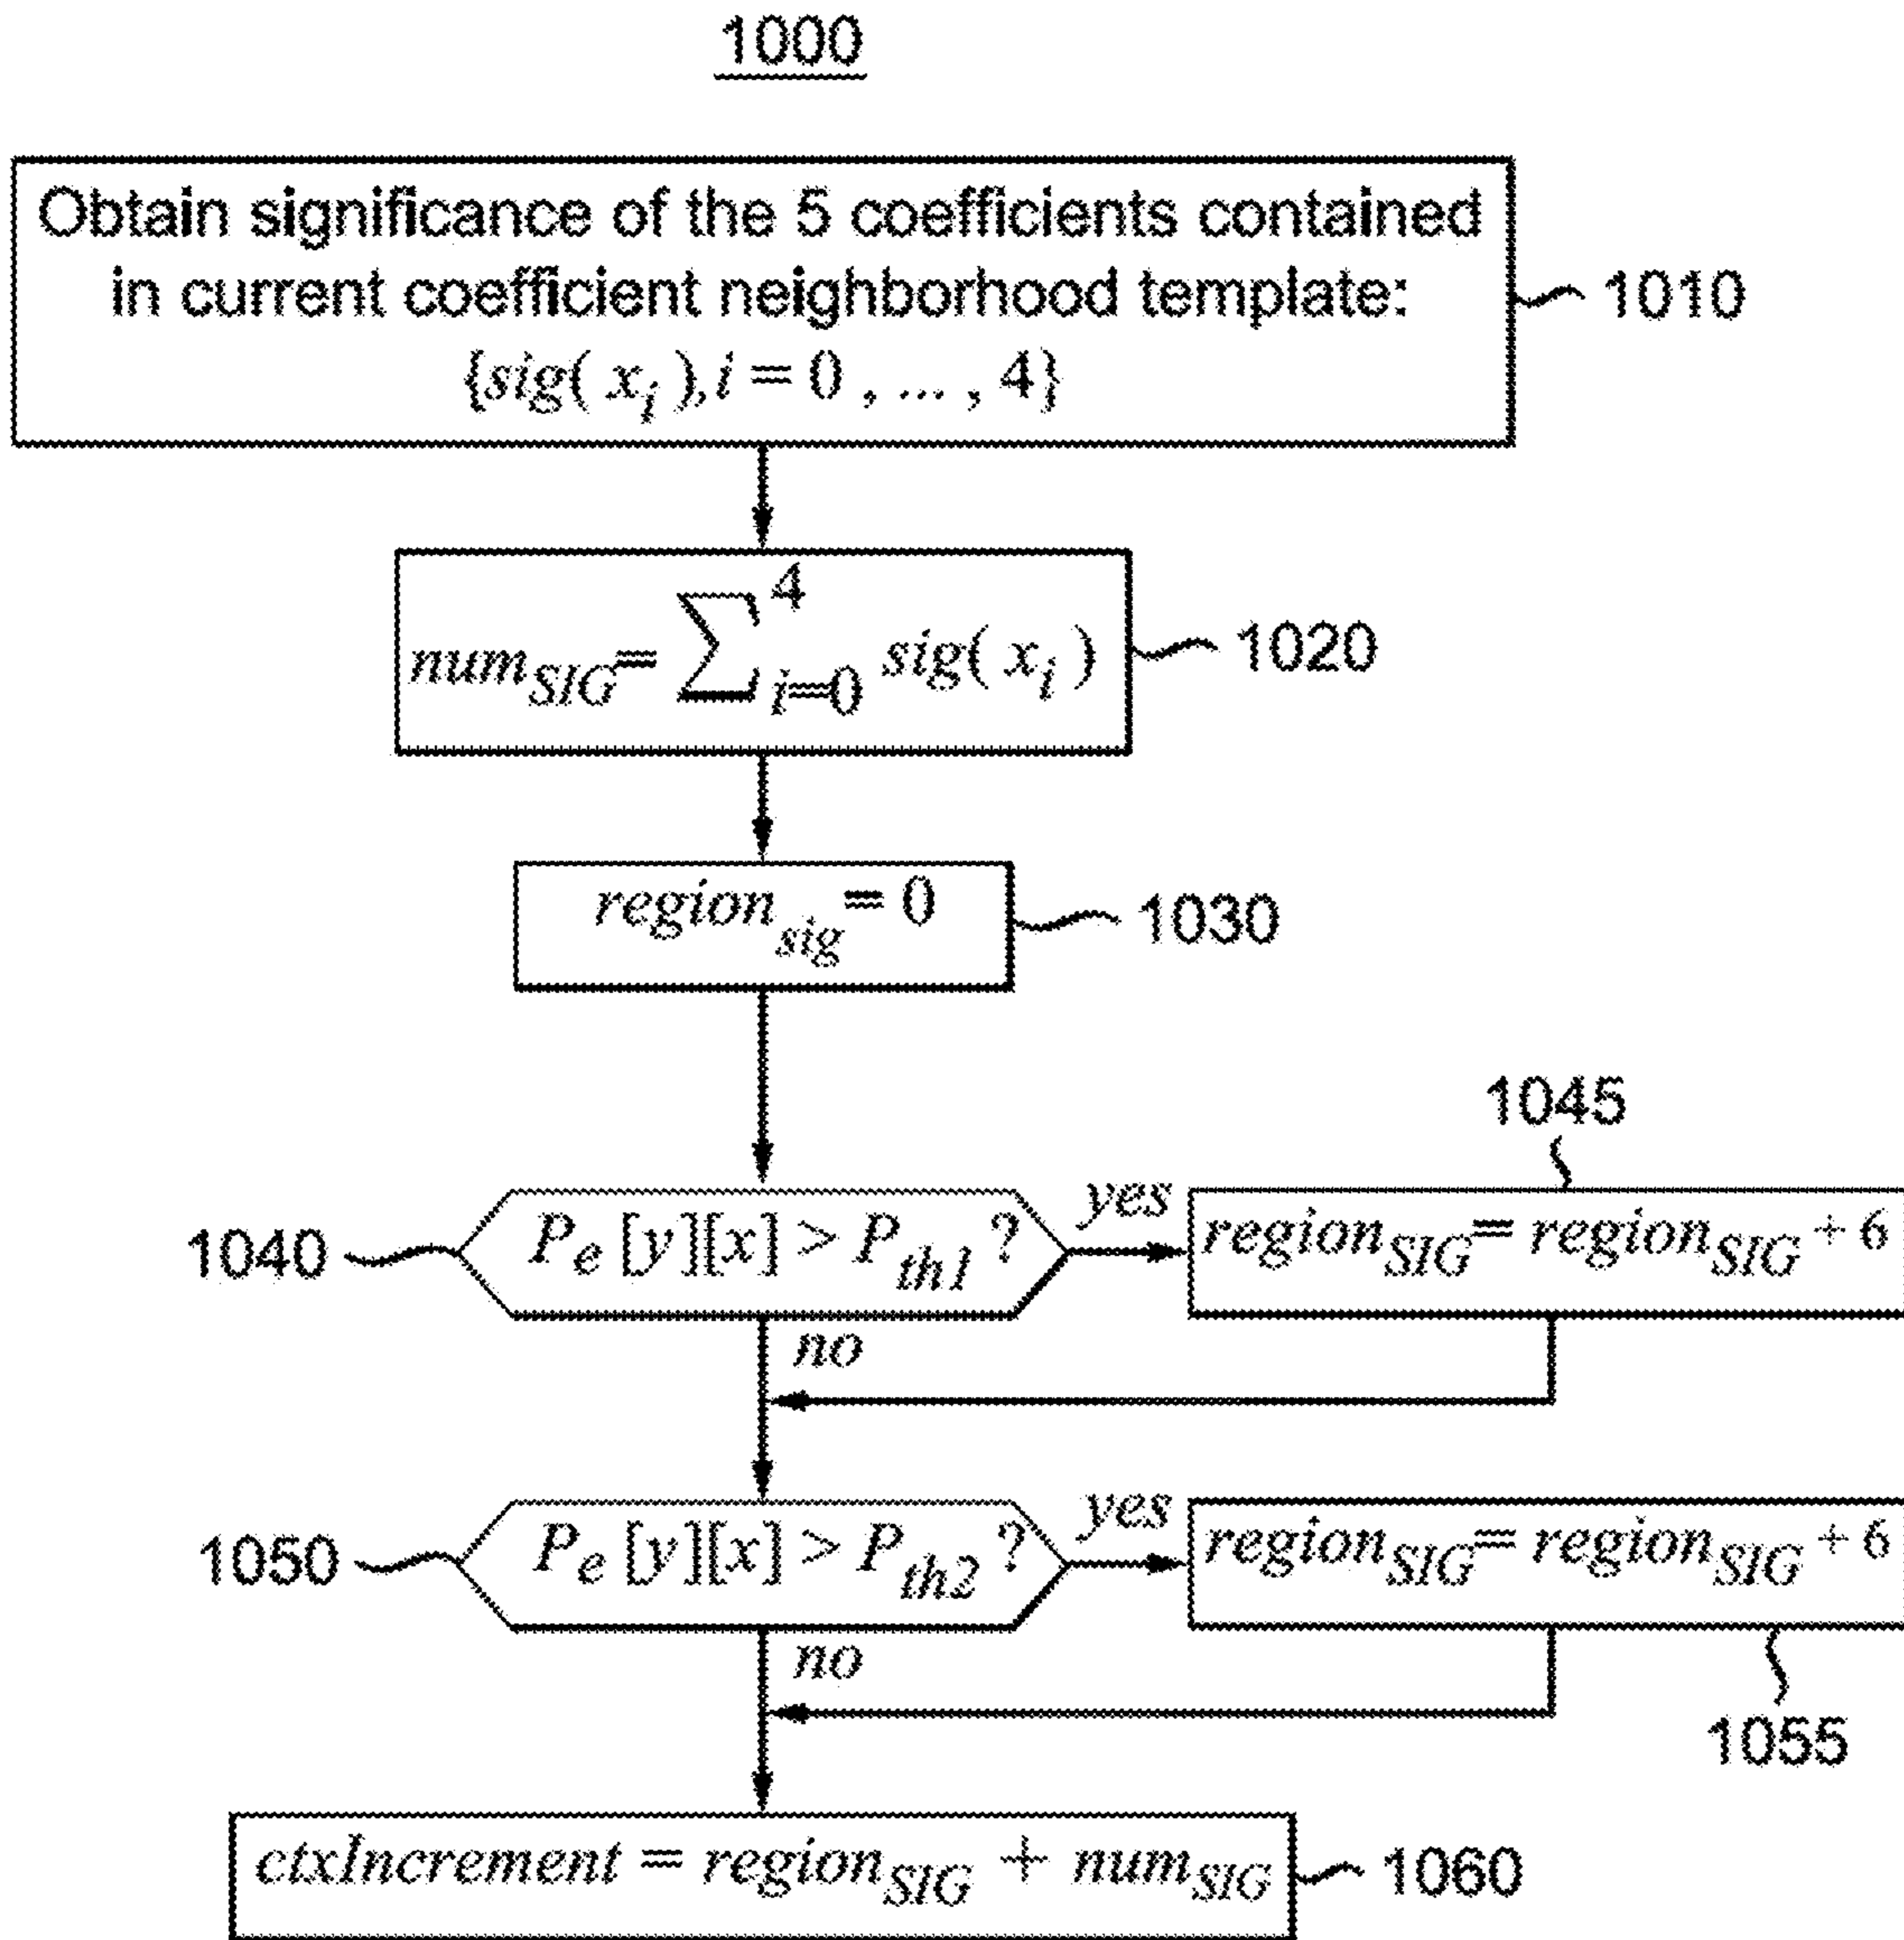 1000
Obtain significance of the 5 coefficients contained
in current coefficient neighborhood template:
{sig( x_i ), i = 0 , ... , 4}
1010
num_SIG = ∑_{i=0}^4 sig( x_i )
1020
region_sig = 0
1030
1045
1040
P_e [y][x] > P_th1 ?
yes
region_SIG = region_SIG + 6
no
1050
P_e [y][x] > P_th2 ?
yes
region_SIG = region_SIG + 6
no
1055
ctxIncrement = region_SIG + num_SIG
1060